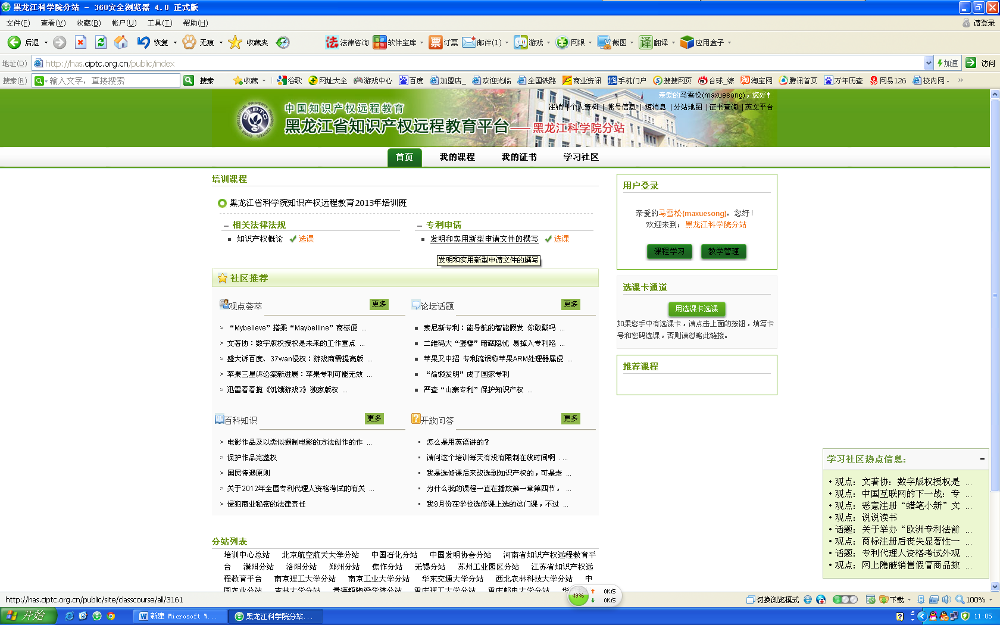 黑龙江科学院分站 - 360安全浏览器 4.0 正式版
文件(F) 查看(V) 收藏(B) 帐户(U) 工具(T) 帮助(H) 请登录
后退 恢复 无痕 收藏夹 法律咨询 软件宝库 订票 邮件(1) 游戏 网银 截图 翻译 应用盒子
地址(D) http://has.ciptc.org.cn/public/index 加速 访问
搜索(R) 输入文字，直接搜索 搜索 收藏 谷歌 网址大全 游戏中心 百度 加盟店_ 欢迎光临 全国铁路 商业资讯 手机门户 搜搜网页 台球_综 淘宝网 腾讯首页 万年历查 网易126 校内网 - »
亲爱的马雪松(maxuesong)，您好！
注销 | 个人资料 | 帐号信息 | 短消息 | 分站地图 | 证书查询 | 英文平台
中国知识产权远程教育
黑龙江省知识产权远程教育平台——黑龙江科学院分站
首页 我的课程 我的证书 学习社区
培训课程
黑龙江省科学院知识产权远程教育2013年培训班
相关法律法规
知识产权概论 选课
专利申请
发明和实用新型申请文件的撰写 选课
发明和实用新型申请文件的撰写
社区推荐
观点荟萃 更多
> “Mybelieve”搭乘“Maybelline”商标便 ...
> 文著协：数字版权授权是未来的工作重点 ...
> 盛大诉百度、37wan侵权：游戏商需提高版 ...
> 苹果三星诉讼案新进展：苹果专利可能无效 ...
> 迅雷看看揽《饥饿游戏2》独家版权 ...
论坛话题 更多
索尼新专利：能导航的智能假发 你敢戴吗 ...
二维码大“蛋糕”暗藏隐忧 易掉入专利陷 ...
苹果又中招 专利流氓称苹果ARM处理器属侵 ...
“偷懒发明”成了国家专利
严查“山寨专利”保护知识产权 ...
百科知识 更多
> 电影作品及以类似摄制电影的方法创作的作 ...
> 保护作品完整权
> 国民待遇原则
> 关于2012年全国专利代理人资格考试的有关 ...
> 侵犯商业秘密的法律责任
开放问答 更多
怎么是用英语讲的？
请问这个培训每天有没有限制在线时间啊 . ...
我是选修课后来改选到知识产权的，可是老 ...
为什么我的课程一直在播放第一章第四节， ...
我9月份在学校选修课上选的这门课，不过 ...
分站列表
培训中心总站 北京航空航天大学分站 中国石化分站 中国发明协会分站 河南省知识产权远程教育平
台 濮阳分站 洛阳分站 郑州分站 焦作分站 无锡分站 苏州工业园区分站 江苏省知识产权远
程教育平台 南京理工大学分站 南京工业大学分站 华东交通大学分站 西北农林科技大学分站 中
国农业分站 吉林大学分站 景德镇陶瓷学院分站 重庆理工大学分站 重庆邮电大学分站
用户登录
亲爱的马雪松(maxuesong)，您好！
欢迎来到：黑龙江科学院分站
课程学习 教学管理
选课卡通道
用选课卡选课
如果您手中有选课卡，请点击上面的按钮，填写卡
号和密码选课，否则请忽略此链接。
推荐课程
学习社区热点信息： -
• 观点：文著协：数字版权授权是 ...
• 观点：中国互联网的下一战：专 ...
• 观点：恶意注册“蜡笔小新”文 ...
• 观点：说说读书
• 话题：关于举办“欧洲专利法前 ...
• 观点：商标注册后丧失显著性一 ...
• 话题：专利代理人资格考试外观 ...
• 观点：网上隐蔽销售假冒商品数 ...
http://has.ciptc.org.cn/public/site/classcourse/all/3161 49% 0K/S 0K/S 切换浏览模式 下载 100%
开始 新建 Microsoft W... 黑龙江科学院分站... 11:05